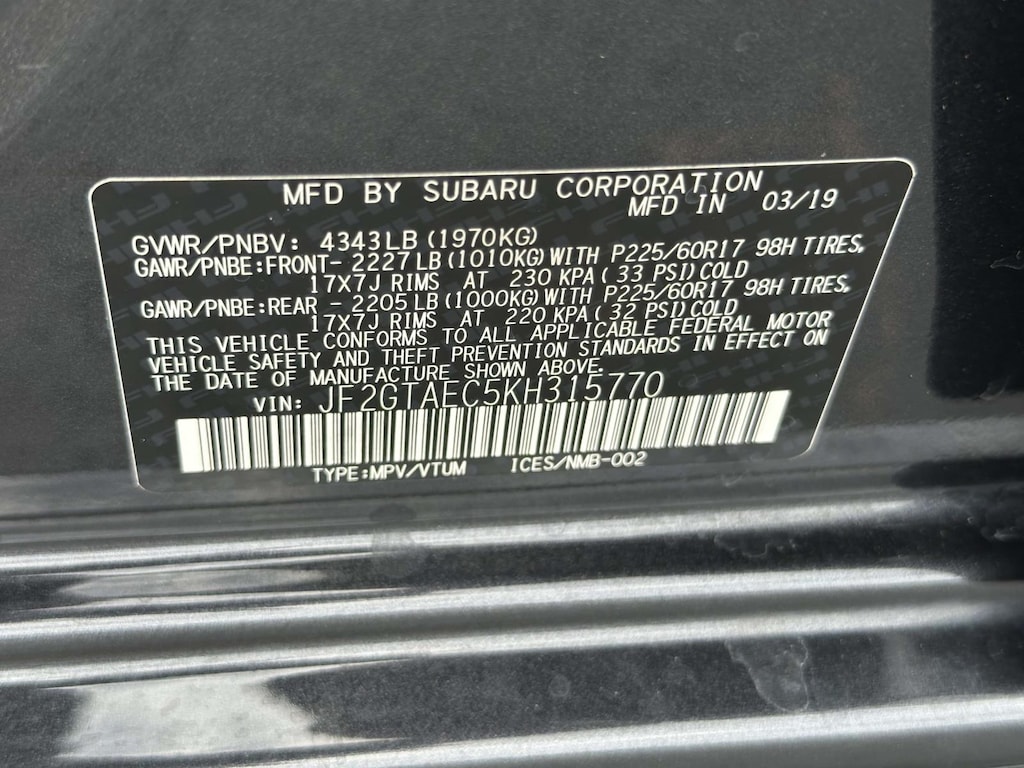 MFD BY SUBARU CORPORATION
MFD IN 03/19
GVWR/PNBV: 4343LB(1970KG)
GAWR/PNBE:FRONT- 2227LB(1010KG)WITH P225/60R17 98H TIRES,
17X7J RIMS AT 230 KPA( 33 PSI)COLD
GAWR/PNBE:REAR - 2205LB(1000KG)WITH P225/60R17 98H TIRES,
17X7J RIMS AT 220 KPA( 32 PSI)COLD
THIS VEHICLE CONFORMS TO ALL APPLICABLE FEDERAL MOTOR
VEHICLE SAFETY AND THEFT PREVENTION STANDARDS IN EFFECT ON
THE DATE OF MANUFACTURE SHOWN ABOVE.
VIN: JF2GTAEC5KH315770
TYPE:MPV/VTUM ICES/NMB-002